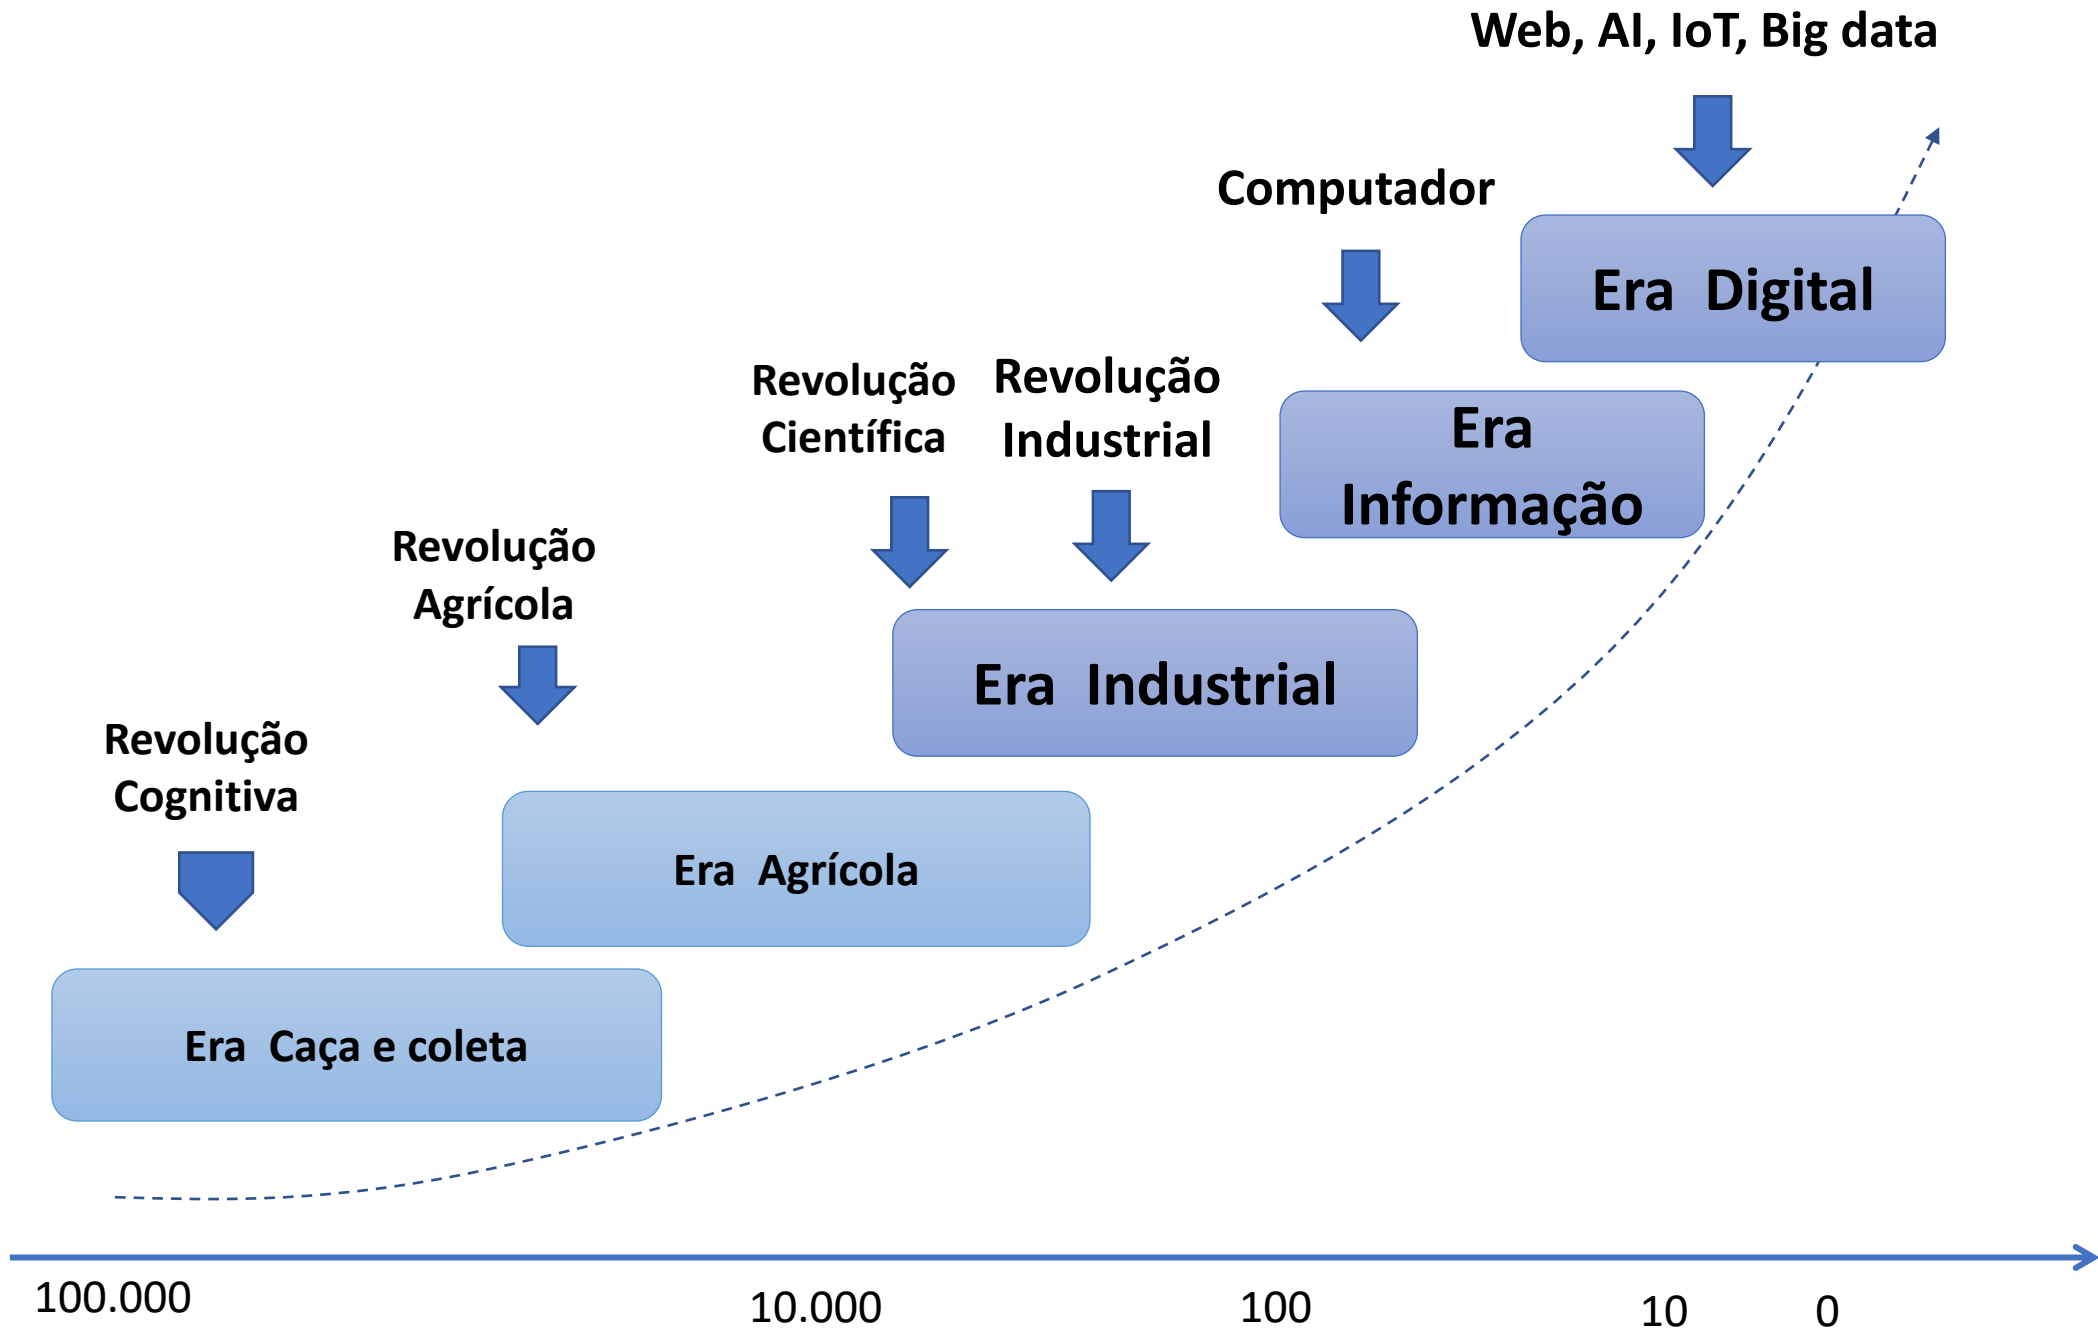 Web, AI, IoT, Big data
Computador
Era Digital
Revolução
Científica
Revolução
Industrial
Era
Informação
Revolução
Agrícola
Era Industrial
Revolução
Cognitiva
Era Agrícola
Era Caça e coleta
100.000
10.000
100
10
0